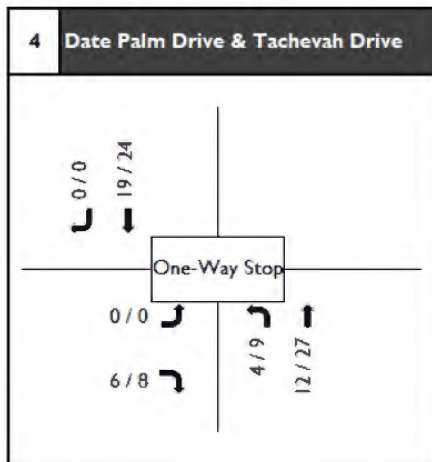 4 Date Palm Drive & Tachevah Drive
0 / 0
19 / 24
One-Way Stop
0 / 0
6 / 8
4 / 9
12 / 27